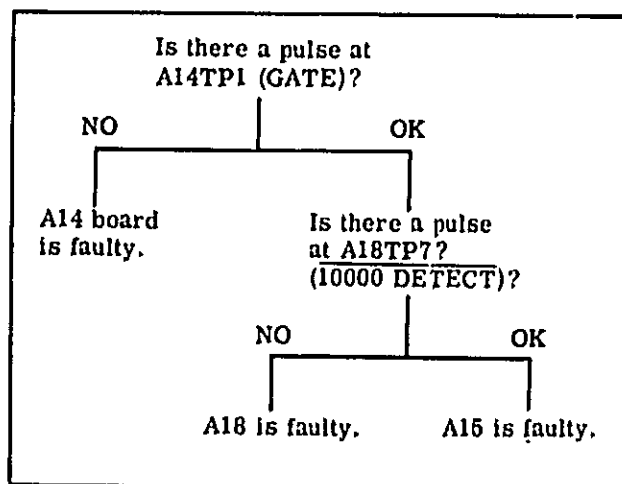 Is there a pulse at
A14TP1 (GATE)?
NO
OK
A14 board
is faulty.
Is there a pulse
at A18TP7?
(10000 DETECT)?
NO
OK
A18 is faulty.
A15 is faulty.